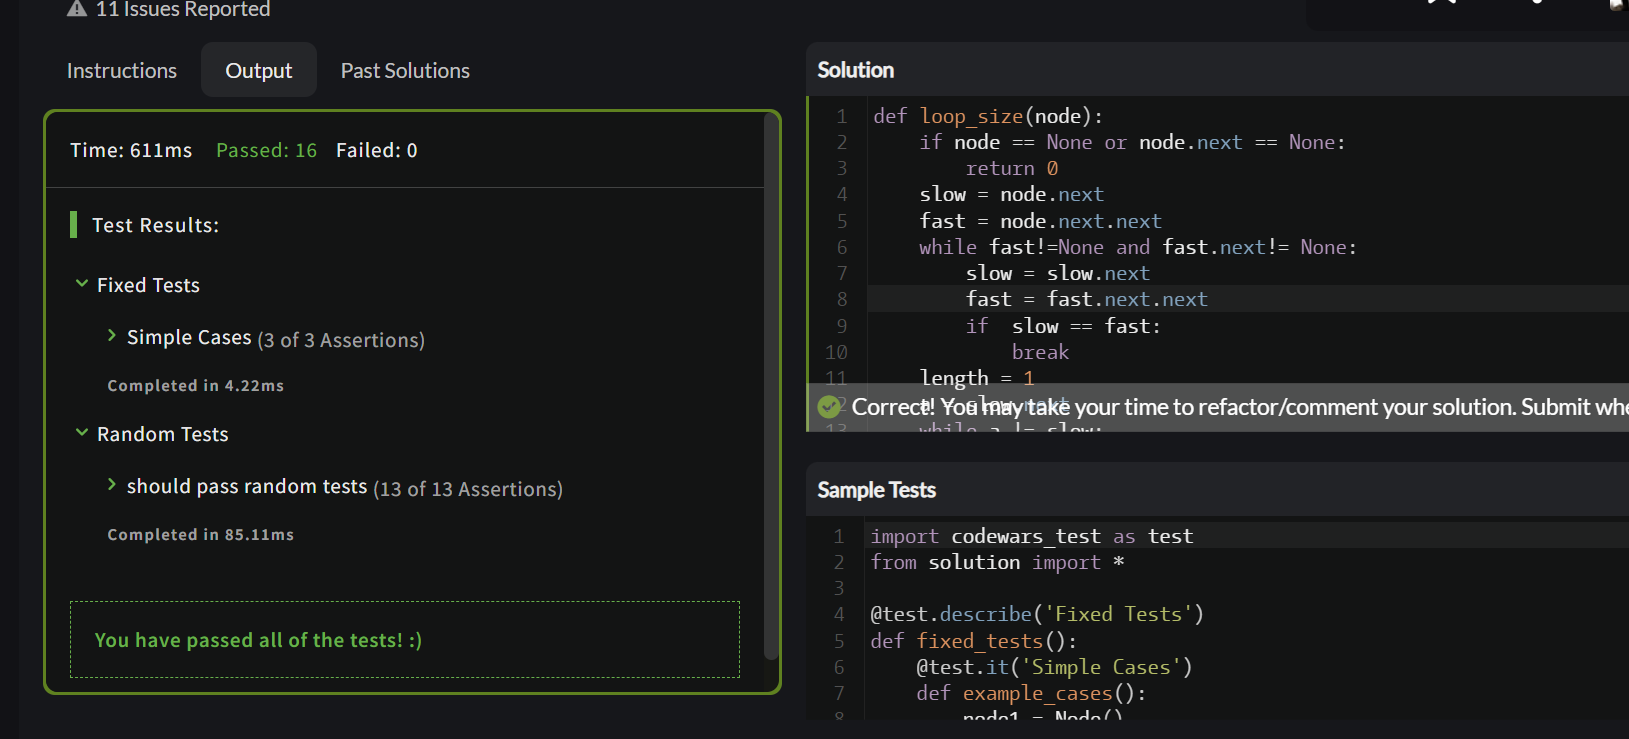 11 Issues Reported
Instructions Output Past Solutions
Time: 611ms Passed: 16 Failed: 0
Test Results:
Fixed Tests
Simple Cases (3 of 3 Assertions)
Completed in 4.22ms
Random Tests
should pass random tests (13 of 13 Assertions)
Completed in 85.11ms
You have passed all of the tests! :)
Solution
1 def loop_size(node):
2     if node == None or node.next == None:
3         return 0
4     slow = node.next
5     fast = node.next.next
6     while fast!=None and fast.next!= None:
7         slow = slow.next
8         fast = fast.next.next
9         if  slow == fast:
10             break
11     length = 1
12     a = slow.next
13     while a != slow:
Correct! You may take your time to refactor/comment your solution. Submit whe
Sample Tests
1 import codewars_test as test
2 from solution import *
3
4 @test.describe('Fixed Tests')
5 def fixed_tests():
6     @test.it('Simple Cases')
7     def example_cases():
8         node1 = Node()